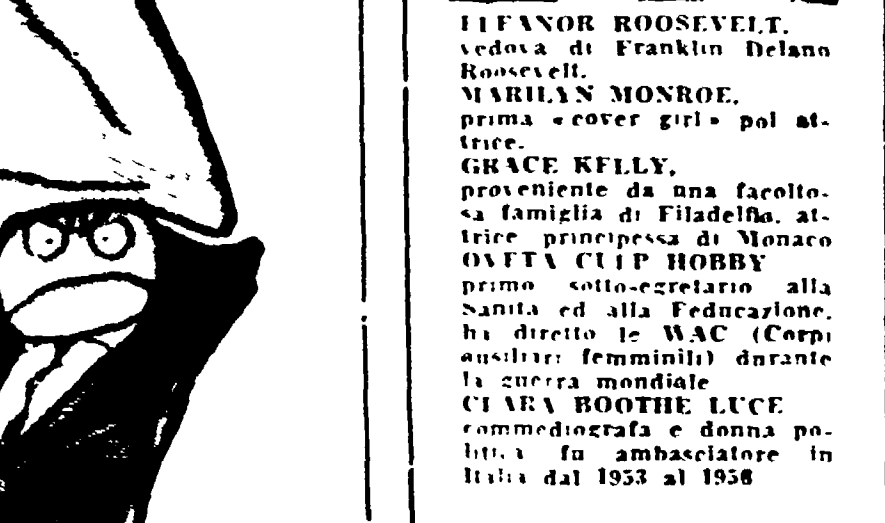 ELEANOR ROOSEVELT,
vedova di Franklin Delano
Roosevelt.
MARILYN MONROE,
prima «cover girl» poi at-
trice.
GRACE KELLY,
proveniente da una facolto-
sa famiglia di Filadelfia, at-
trice principessa di Monaco
OVETA CULP HOBBY
primo sotto-egretario alla
Sanità ed alla Feducazione,
ha diretto le WAC (Corpi
ausiliari femminili) durante
la guerra mondiale
CLARA BOOTHE LUCE
commediografa e donna po-
litica fu ambasciatore in
Italia dal 1953 al 1956